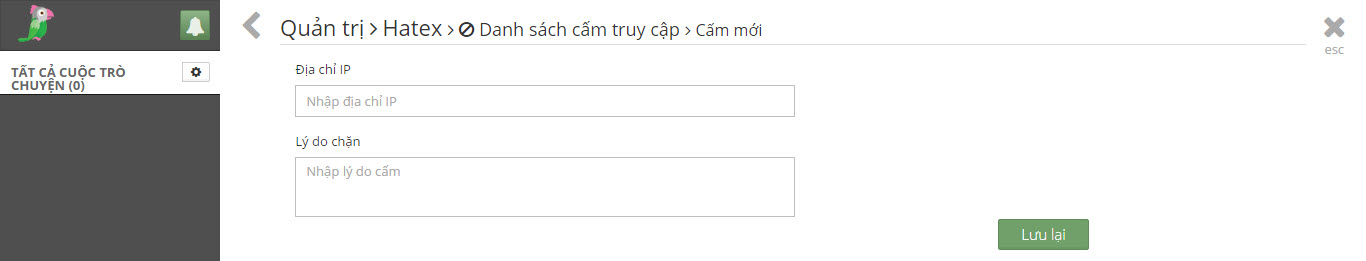 Quản trị > Hatex > Danh sách cấm truy cập > Cấm mới
esc
TẤT CẢ CUỘC TRÒ
CHUYỆN (0)
Địa chỉ IP
Nhập địa chỉ IP
Lý do chặn
Nhập lý do cấm
Lưu lại